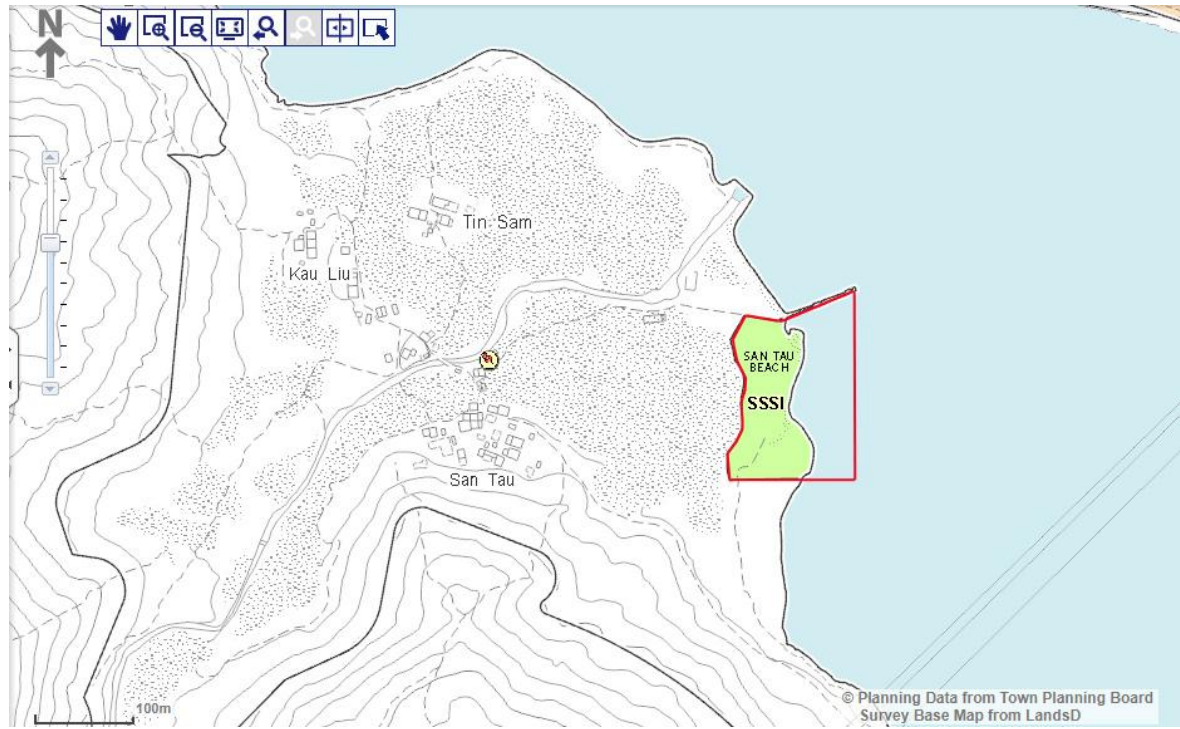 N
Tin Sam
Kau Liu
SAN TAU
BEACH
SSSI
San Tau
100m
© Planning Data from Town Planning Board
Survey Base Map from LandsD